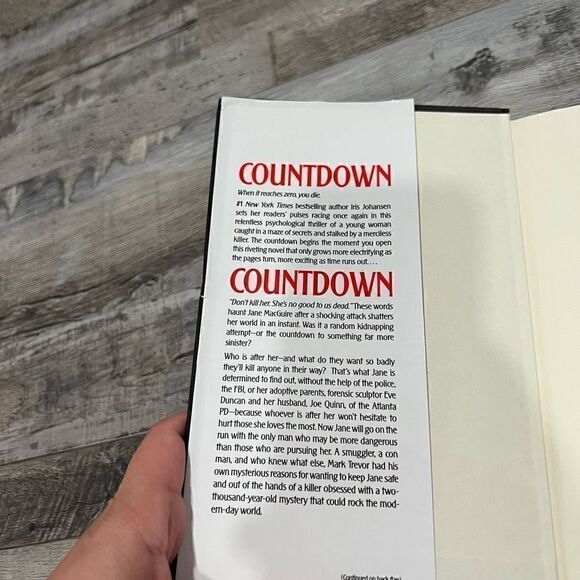 COUNTDOWN
When it reaches zero, you die.
#1 New York Times bestselling author Iris Johansen
sets her readers' pulses racing once again in this
relentless psychological thriller of a young woman
caught in a maze of secrets and stalked by a merciless
killer. The countdown begins the moment you open
this riveting novel that only grows more electrifying as
the pages turn, more exciting as time runs out....
COUNTDOWN
"Don't kill her. She's no good to us dead." These words
haunt Jane MacGuire after a shocking attack shatters
her world in an instant. Was it a random kidnapping
attempt—or the countdown to something far more
sinister?
Who is after her—and what do they want so badly
they'll kill anyone in their way? That's what Jane is
determined to find out, without the help of the police,
the FBI, or her adoptive parents, forensic sculptor Eve
Duncan and her husband, Joe Quinn, of the Atlanta
PD—because whoever is after her won't hesitate to
hurt those she loves the most. Now Jane will go on the
run with the only man who may be more dangerous
than those who are pursuing her. A smuggler, a con
man, and who knew what else, Mark Trevor had his
own mysterious reasons for wanting to keep Jane safe
and out of the hands of a killer obsessed with a two-
thousand-year-old mystery that could rock the mod-
ern-day world.
(Continued on back flap)